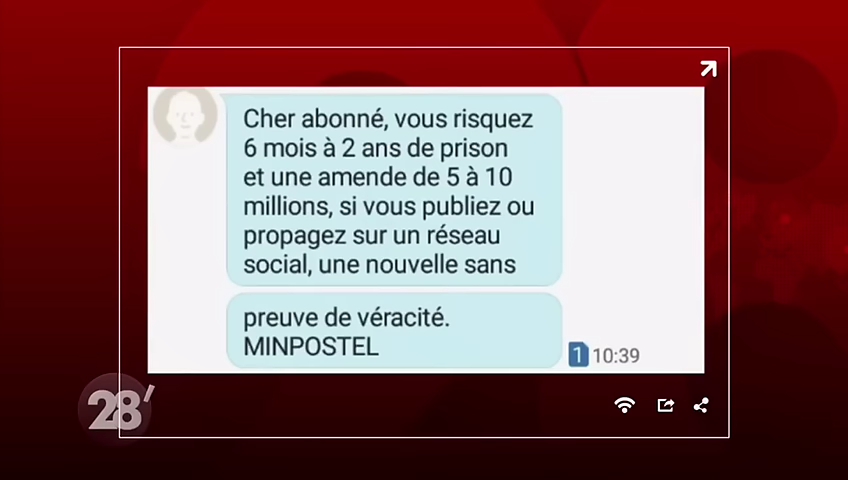 Cher abonné, vous risquez
6 mois à 2 ans de prison
et une amende de 5 à 10
millions, si vous publiez ou
propagez sur un réseau
social, une nouvelle sans
preuve de véracité.
MINPOSTEL
1 10:39
28'